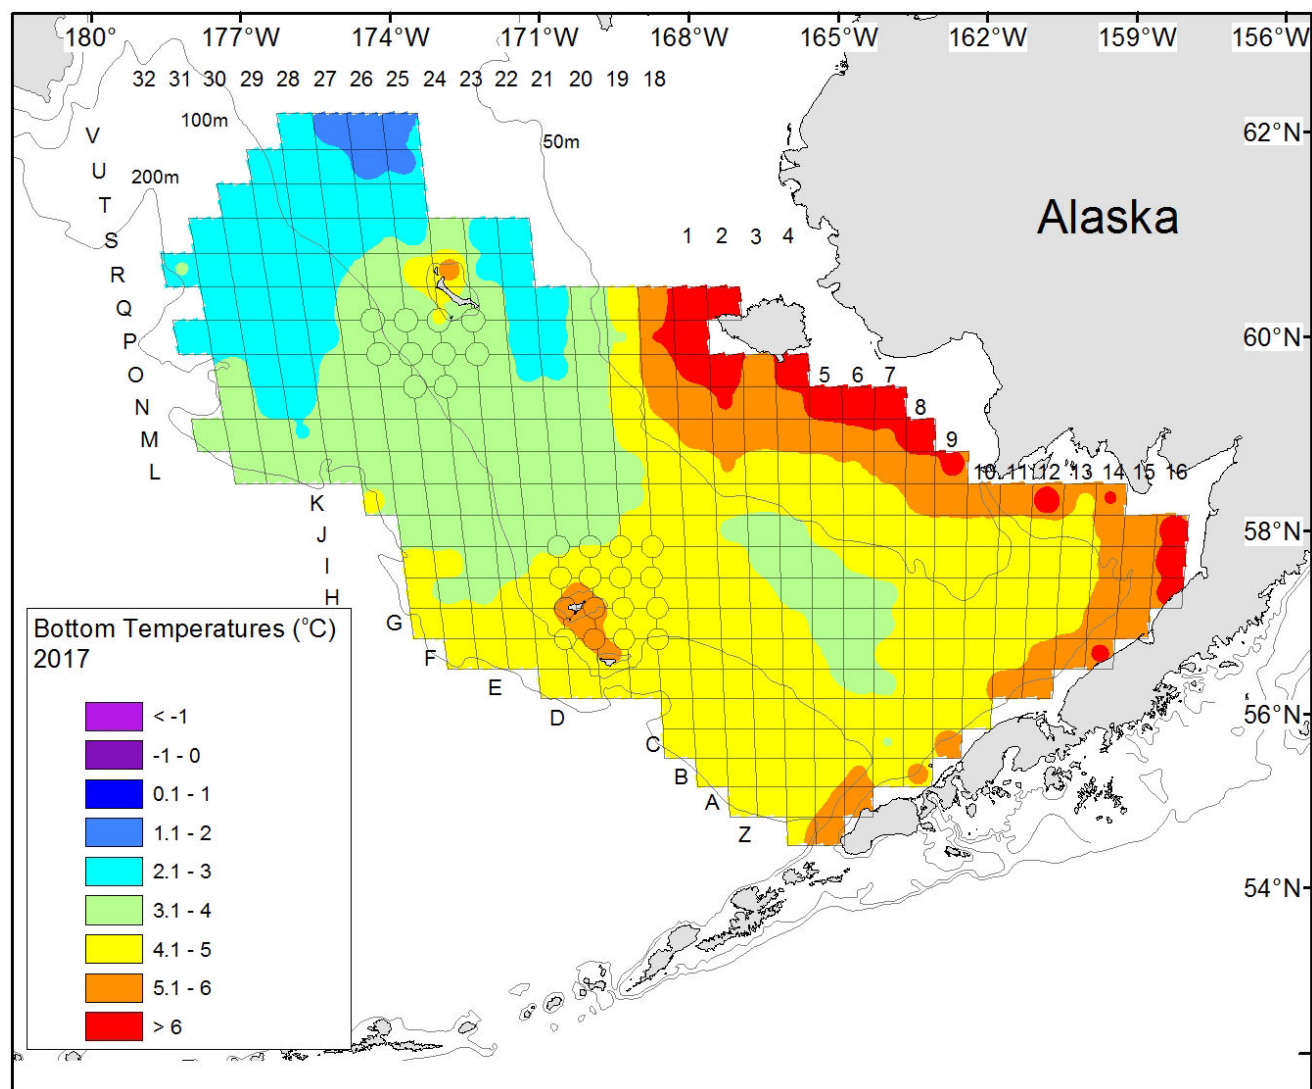 180° 177°W 174°W 171°W 168°W 165°W 162°W 159°W 156°W
32 31 30 29 28 27 26 25 24 23 22 21 20 19 18
100m
V
50m
62°N
U
200m
T
Alaska
S
1 2 3 4
R
Q
P
60°N
O
5 6 7
N
8
M
9
L
10 11 12 13 14 15 16
K
J
58°N
I
H
G
F
E
D
56°N
C
B
A
Z
54°N
Bottom Temperatures (°C)
2017
< -1
-1 - 0
0.1 - 1
1.1 - 2
2.1 - 3
3.1 - 4
4.1 - 5
5.1 - 6
> 6